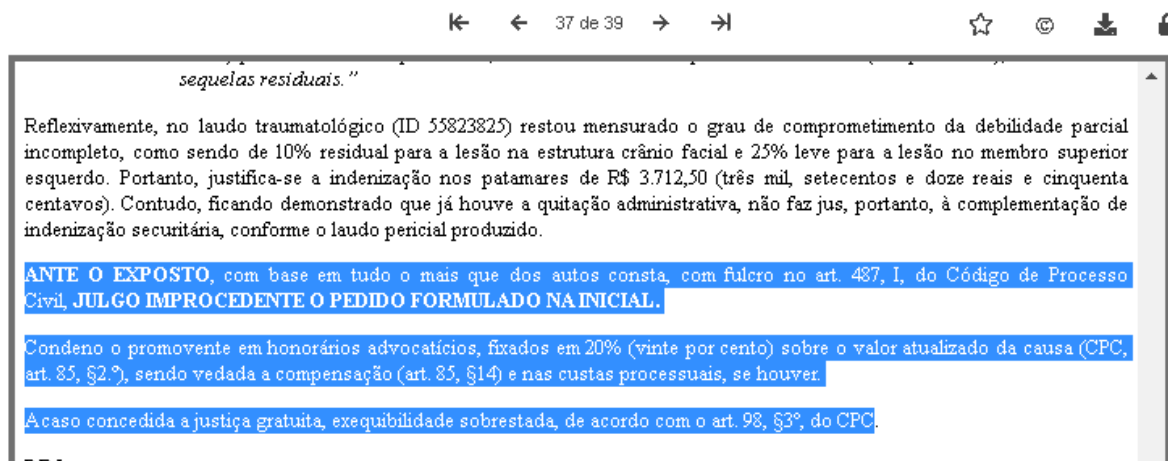 37 de 39
sequelas residuais.”
Reflexivamente, no laudo traumatológico (ID 55823825) restou mensurado o grau de comprometimento da debilidade parcial
incompleto, como sendo de 10% residual para a lesão na estrutura crânio facial e 25% leve para a lesão no membro superior
esquerdo. Portanto, justifica-se a indenização nos patamares de R$ 3.712,50 (três mil, setecentos e doze reais e cinquenta
centavos). Contudo, ficando demonstrado que já houve a quitação administrativa, não faz jus, portanto, à complementação de
indenização securitária, conforme o laudo pericial produzido.
ANTE O EXPOSTO, com base em tudo o mais que dos autos consta, com fulcro no art. 487, I, do Código de Processo
Civil, JULGO IMPROCEDENTE O PEDIDO FORMULADO NA INICIAL.
Condeno o promovente em honorários advocatícios, fixados em 20% (vinte por cento) sobre o valor atualizado da causa (CPC,
art. 85, §2.º), sendo vedada a compensação (art. 85, §14) e nas custas processuais, se houver.
Acaso concedida a justiça gratuita, exequibilidade sobrestada, de acordo com o art. 98, §3º, do CPC.